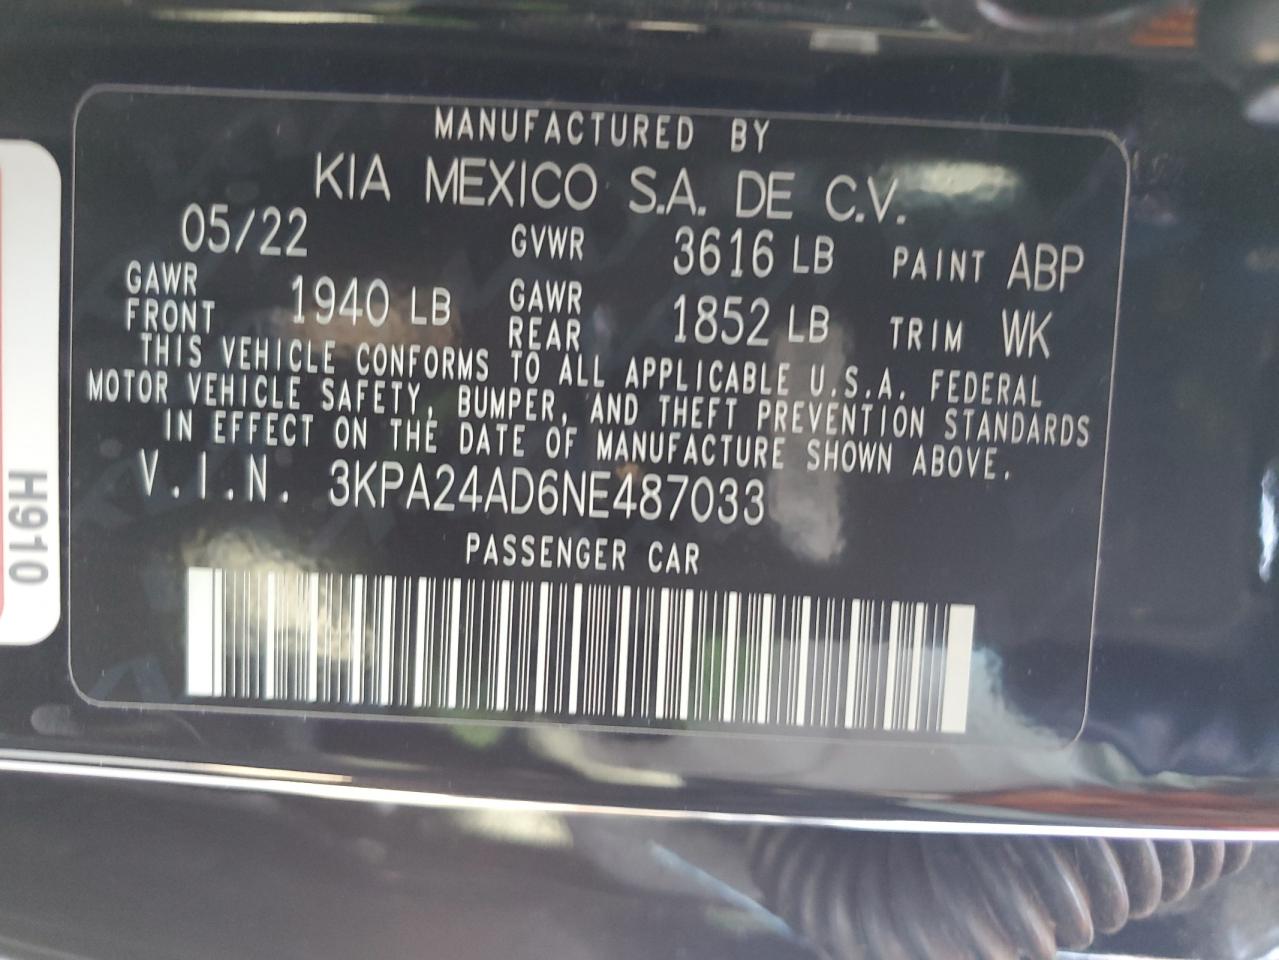 MANUFACTURED BY
KIA MEXICO S.A. DE C.V.
05/22 GVWR 3616 LB PAINT ABP
GAWR FRONT 1940 LB GAWR REAR 1852 LB TRIM WK
THIS VEHICLE CONFORMS TO ALL APPLICABLE U.S.A. FEDERAL
MOTOR VEHICLE SAFETY, BUMPER, AND THEFT PREVENTION STANDARDS
IN EFFECT ON THE DATE OF MANUFACTURE SHOWN ABOVE.
V.I.N. 3KPA24AD6NE487033
PASSENGER CAR
H910